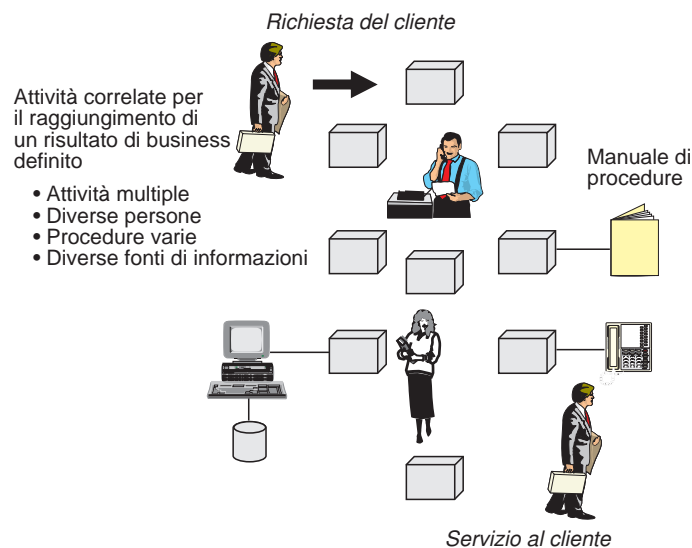 Richiesta del cliente
Attività correlate per
il raggiungimento di
un risultato di business
definito
• Attività multiple
• Diverse persone
• Procedure varie
• Diverse fonti di informazioni
Manuale di
procedure
Servizio al cliente